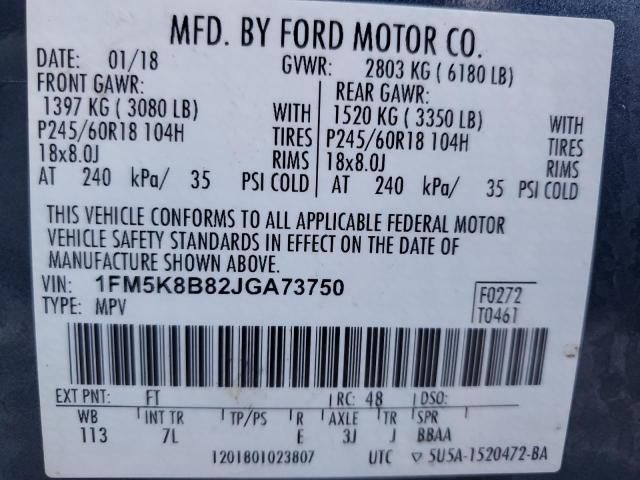 MFD. BY FORD MOTOR CO.
DATE: 01/18 GVWR: 2803 KG ( 6180 LB)
FRONT GAWR: REAR GAWR:
1397 KG ( 3080 LB) WITH 1520 KG ( 3350 LB) WITH
P245/60R18 104H TIRES P245/60R18 104H TIRES
18x8.0J RIMS 18x8.0J RIMS
AT 240 kPa/ 35 PSI COLD AT 240 kPa/ 35 PSI COLD
THIS VEHICLE CONFORMS TO ALL APPLICABLE FEDERAL MOTOR
VEHICLE SAFETY STANDARDS IN EFFECT ON THE DATE OF
MANUFACTURE SHOWN ABOVE.
VIN: 1FM5K8B82JGA73750 F0272
TYPE: MPV T0461
EXT PNT: FT RC: 48 DSO:
WB INT TR TP/PS R AXLE TR SPR
113 7L E 3J J BBAA
1201801023807 UTC ▽ 5U5A-1520472-BA